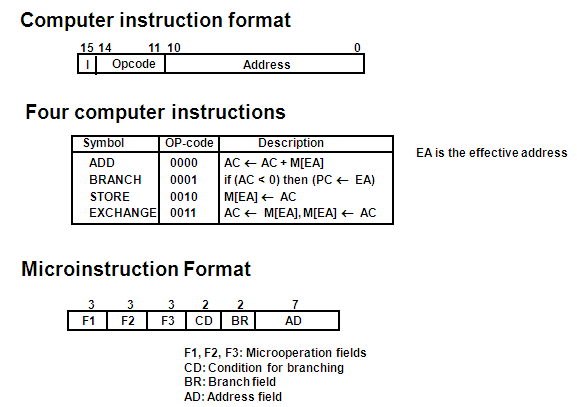 Computer instruction format
15 14 11 10 0
I Opcode Address
Four computer instructions
Symbol OP-code Description
EA is the effective address
ADD 0000 AC ← AC + M[EA]
BRANCH 0001 if (AC < 0) then (PC ← EA)
STORE 0010 M[EA] ← AC
EXCHANGE 0011 AC ← M[EA], M[EA] ← AC
Microinstruction Format
3 3 3 2 2 7
F1 F2 F3 CD BR AD
F1, F2, F3: Microoperation fields
CD: Condition for branching
BR: Branch field
AD: Address field